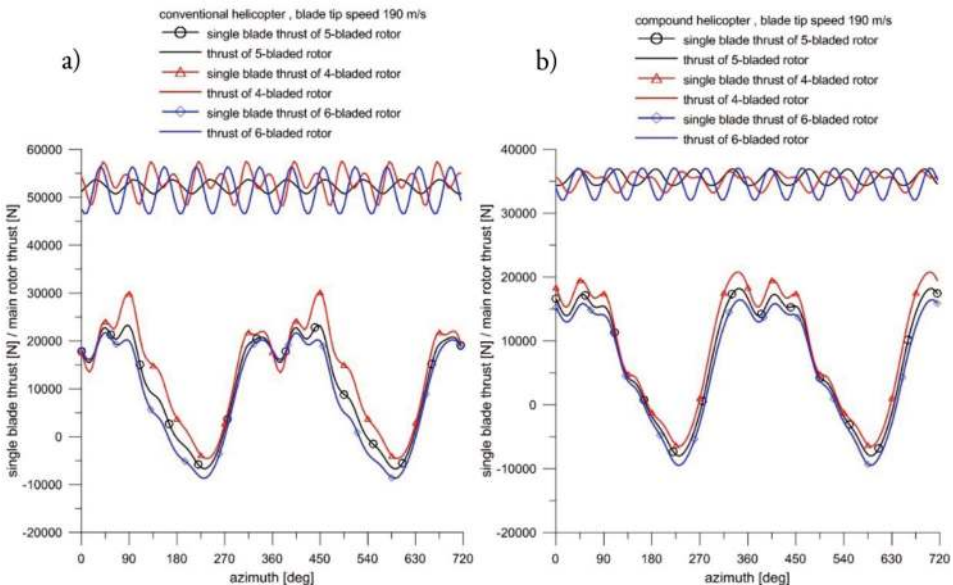 conventional helicopter , blade tip speed 190 m/s
single blade thrust of 5-bladed rotor
thrust of 5-bladed rotor
single blade thrust of 4-bladed rotor
thrust of 4-bladed rotor
single blade thrust of 6-bladed rotor
thrust of 6-bladed rotor
a)
60000
50000
40000
30000
20000
10000
0
-10000
-20000
single blade thrust [N] / main rotor thrust [N]
0 90 180 270 360 450 540 630 720
azimuth [deg]
compound helicopter , blade tip speed 190 m/s
single blade thrust of 5-bladed rotor
thrust of 5-bladed rotor
single blade thrust of 4-bladed rotor
thrust of 4-bladed rotor
single blade thrust of 6-bladed rotor
thrust of 6-bladed rotor
b)
40000
30000
20000
10000
0
-10000
-20000
single blade thrust [N] / main rotor thrust [N]
0 90 180 270 360 450 540 630 720
azimuth [deg]